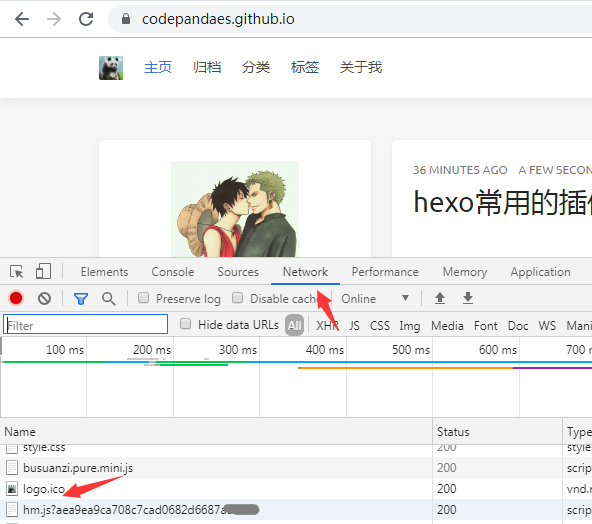 codepandaes.github.io
主页 归档 分类 标签 关于我
36 MINUTES AGO A FEW SECON
hexo常用的插
Elements Console Sources Network Performance Memory Application
Preserve log Disable cache Online
Filter Hide data URLs All XHR JS CSS Img Media Font Doc WS Mani
100 ms 200 ms 300 ms 400 ms 500 ms 600 ms 700 m
Name Status Type
style.css 200 style
busuanzi.pure.mini.js 200 scrip
logo.ico 200 vnd.r
hm.js?aea9ea9ca708c7cad0682d6687a 200 scrip